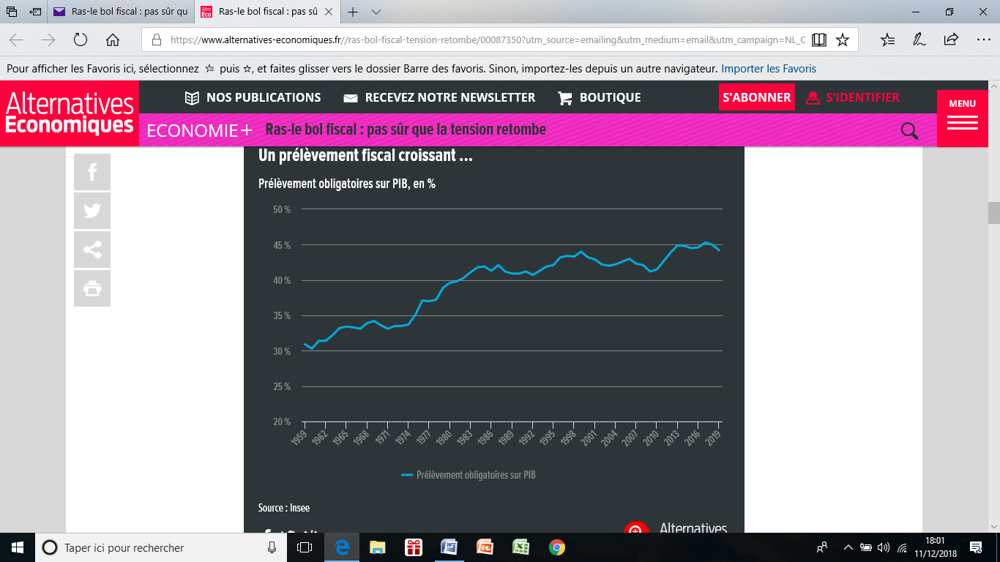 Ras-le bol fiscal : pas sûr qu
Ras-le bol fiscal : pas sû
https://www.alternatives-economiques.fr//ras-bol-fiscal-tension-retombe/00087350?utm_source=emailing&utm_medium=email&utm_campaign=NL_C
Pour afficher les Favoris ici, sélectionnez puis ☆, et faites glisser vers le dossier Barre des favoris. Sinon, importez-les depuis un autre navigateur. Importer les Favoris
Alternatives
Economiques
NOS PUBLICATIONS
RECEVEZ NOTRE NEWSLETTER
BOUTIQUE
S'ABONNER
S'IDENTIFIER
MENU
ECONOMIE+
Ras-le bol fiscal : pas sûr que la tension retombe
Un prélèvement fiscal croissant ...
Prélèvement obligatoires sur PIB, en %
50 %
45 %
40 %
35 %
30 %
25 %
20 %
1959
1962
1965
1968
1971
1974
1977
1980
1983
1986
1989
1992
1995
1998
2001
2004
2007
2010
2013
2016
2019
Prélèvement obligatoires sur PIB
Source : Insee
Alternatives
Taper ici pour rechercher
18:01
11/12/2018